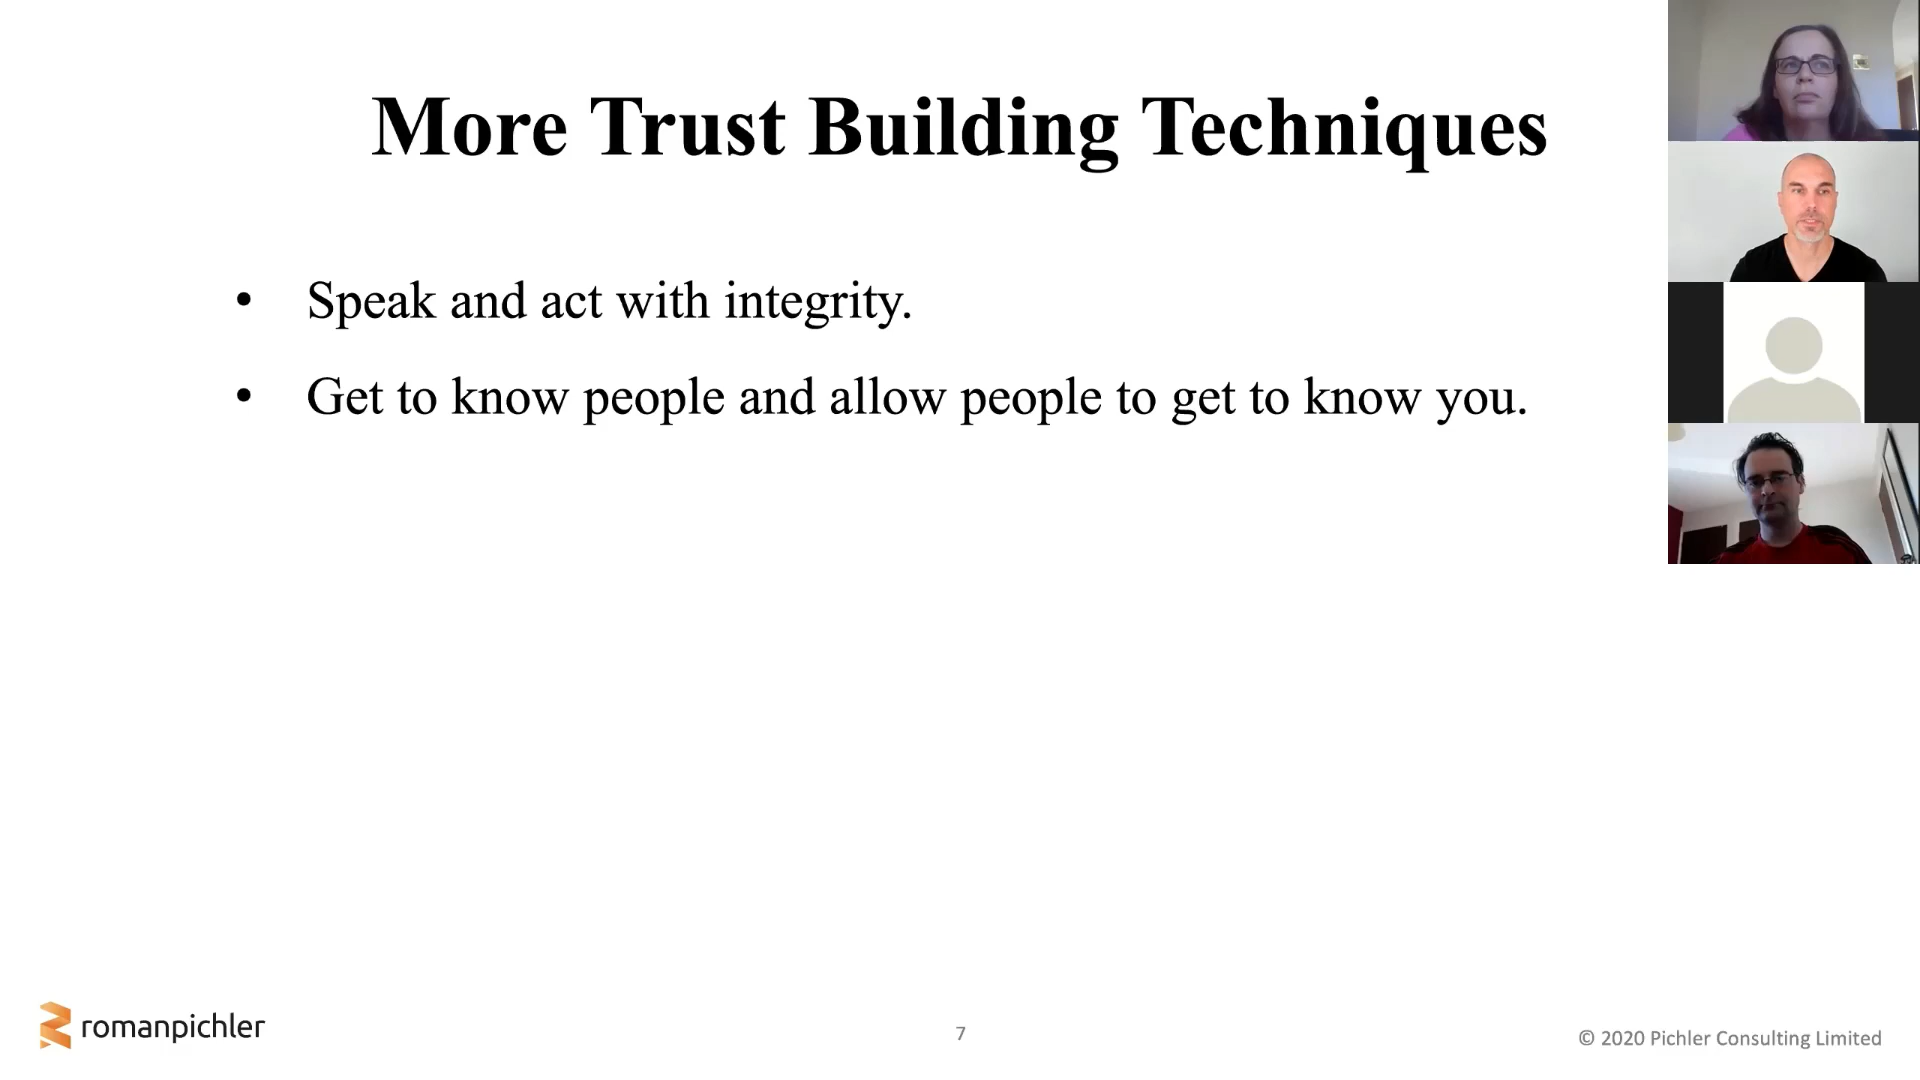 More Trust Building Techniques
• Speak and act with integrity.
• Get to know people and allow people to get to know you.
romanpichler
7
© 2020 Pichler Consulting Limited